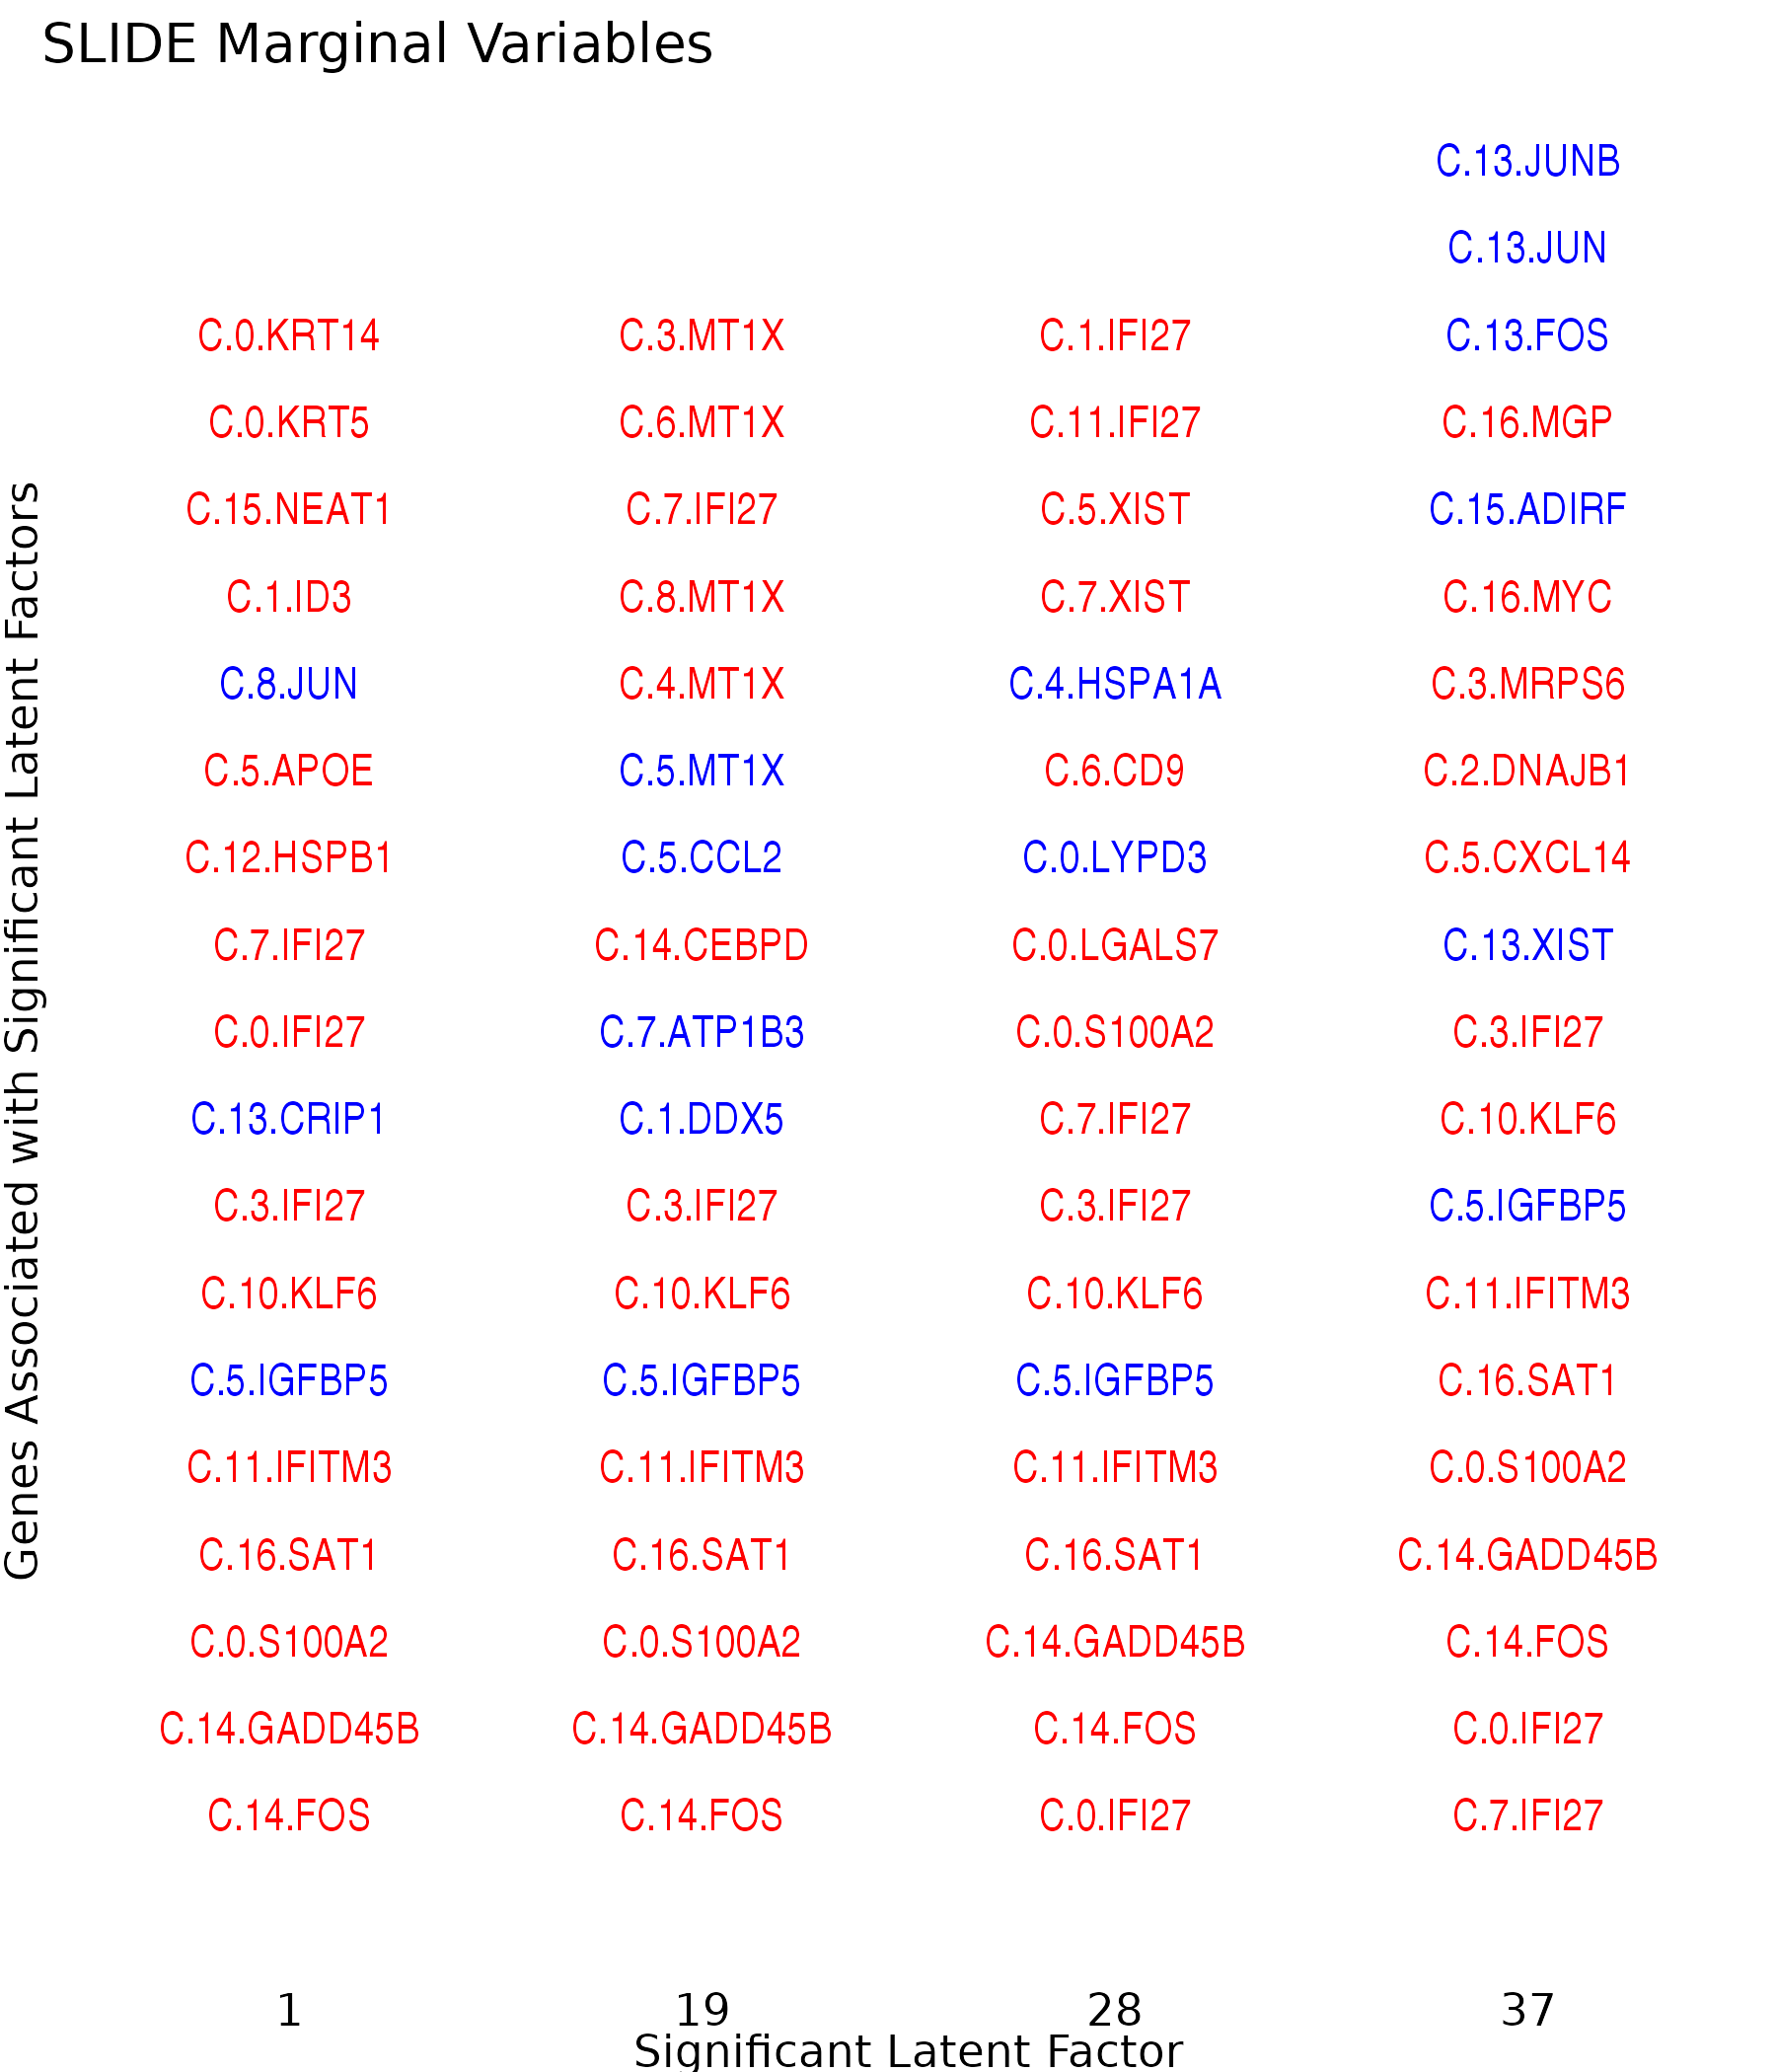 SLIDE Marginal Variables
C.13.JUNB
C.13.JUN
C.0.KRT14 C.3.MT1X C.1.IFI27 C.13.FOS
C.0.KRT5 C.6.MT1X C.11.IFI27 C.16.MGP
C.15.NEAT1 C.7.IFI27 C.5.XIST C.15.ADIRF
C.1.ID3 C.8.MT1X C.7.XIST C.16.MYC
C.8.JUN C.4.MT1X C.4.HSPA1A C.3.MRPS6
C.5.APOE C.5.MT1X C.6.CD9 C.2.DNAJB1
C.12.HSPB1 C.5.CCL2 C.0.LYPD3 C.5.CXCL14
C.7.IFI27 C.14.CEBPD C.0.LGALS7 C.13.XIST
C.0.IFI27 C.7.ATP1B3 C.0.S100A2 C.3.IFI27
C.13.CRIP1 C.1.DDX5 C.7.IFI27 C.10.KLF6
C.3.IFI27 C.3.IFI27 C.3.IFI27 C.5.IGFBP5
C.10.KLF6 C.10.KLF6 C.10.KLF6 C.11.IFITM3
C.5.IGFBP5 C.5.IGFBP5 C.5.IGFBP5 C.16.SAT1
C.11.IFITM3 C.11.IFITM3 C.11.IFITM3 C.0.S100A2
C.16.SAT1 C.16.SAT1 C.16.SAT1 C.14.GADD45B
C.0.S100A2 C.0.S100A2 C.14.GADD45B C.14.FOS
C.14.GADD45B C.14.GADD45B C.14.FOS C.0.IFI27
C.14.FOS C.14.FOS C.0.IFI27 C.7.IFI27
1 19 28 37
Significant Latent Factor
Genes Associated with Significant Latent Factors